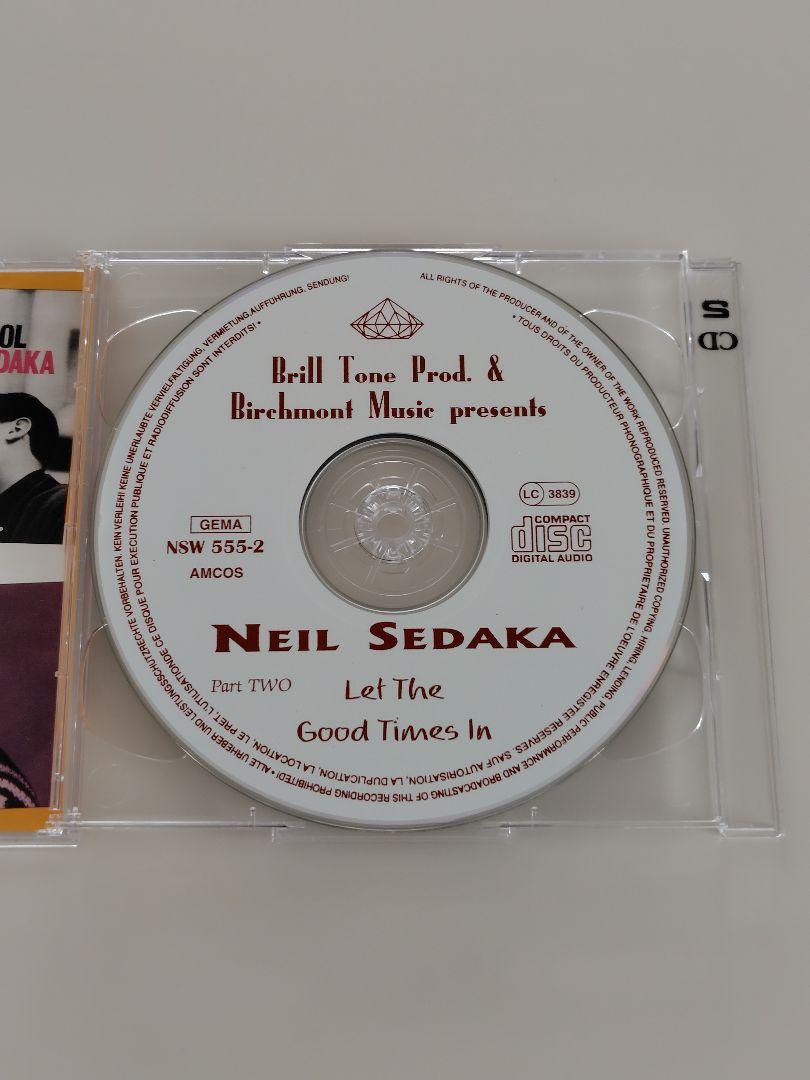 OL
DAKA
2
CD
Brill Tone Prod. &
Birchmont Music presents
GEMA
NSW 555-2
AMCOS
LC 3839
COMPACT
disc
DIGITAL AUDIO
NEIL SEDAKA
Part TWO
Let The
Good Times In
ALL RIGHTS OF THE PRODUCER AND OF THE OWNER OF THE WORK REPRODUCED RESERVED. UNAUTHORIZED COPYING, HIRING, LENDING, PUBLIC PERFORMANCE AND BROADCASTING OF THIS RECORDING PROHIBITED! • ALLE URHEBER UND LEISTUNGSSCHUTZRECHTE VORBEHALTEN. KEIN VERLEIH! KEINE UNERLAUBTE VERVIELFÄLTIGUNG, VERMIETUNG, AUFFÜHRUNG, SENDUNG!
• TOUS DROITS DU PRODUCTEUR PHONOGRAPHIQUE ET DU PROPRIETAIRE DE L'OEUVRE ENREGISTREE RESERVES. SAUF AUTORISATION, LA DUPLICATION, LA LOCATION, LE PRET, L'UTILISATIONDE CE DISQUE POUR EXECUTION PUBLIQUE ET RADIODIFFUSION SONT INTERDITS! •